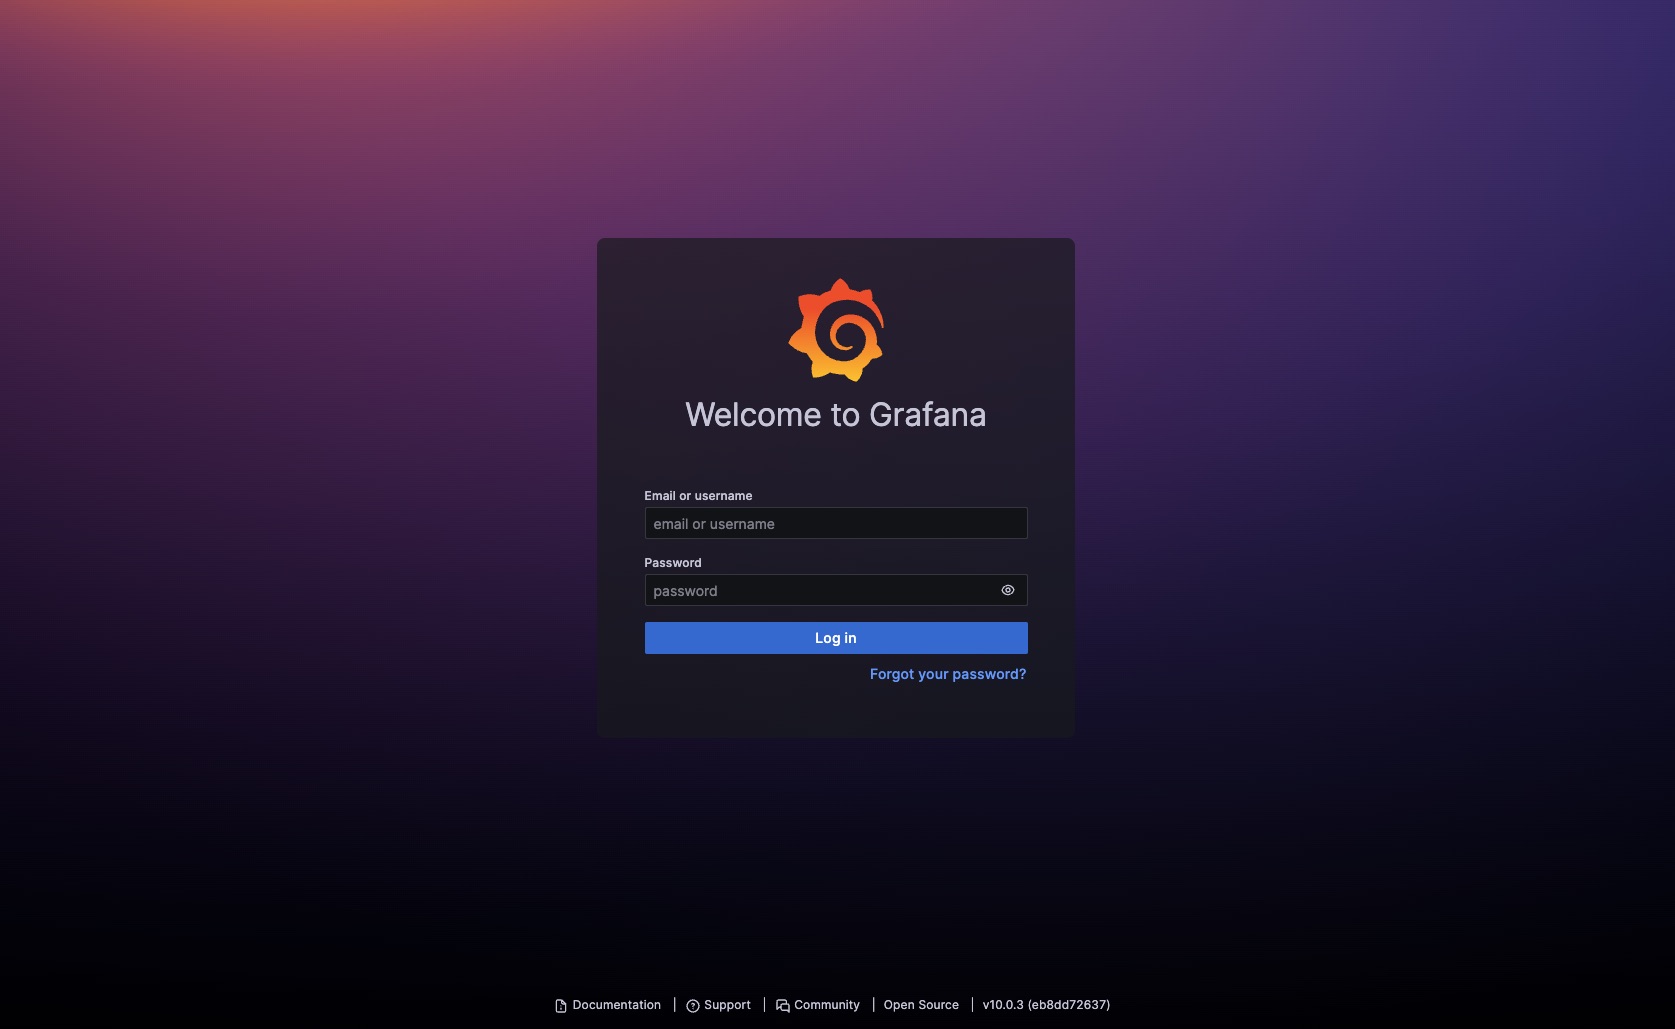 Welcome to Grafana
Email or username
email or username
Password
password
Log in
Forgot your password?
Documentation | Support | Community | Open Source | v10.0.3 (eb8dd72637)